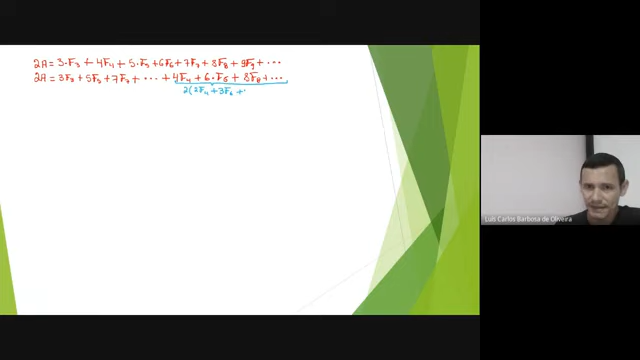 2A = 3·F₃ + 4F₄ + 5·F₅ + 6F₆ + 7F₇ + 8F₈ + 9F₉ + ···
2A = 3F₃ + 5F₅ + 7F₇ + ··· + 4F₄ + 6·F₆ + 8F₈ + ···
2(2F₄ + 3F₆ +
Luis Carlos Barbosa de Oliveira